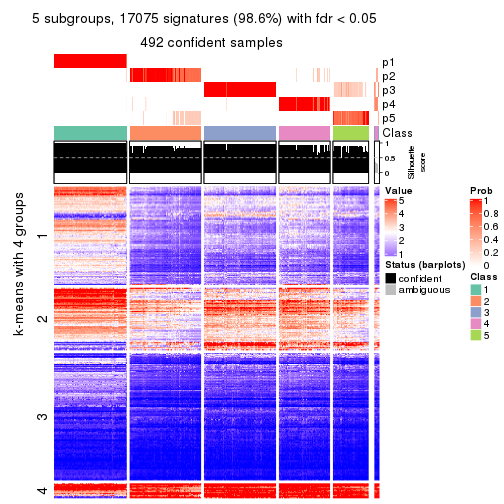 5 subgroups, 17075 signatures (98.6%) with fdr < 0.05
492 confident samples
p1
p2
p3
p4
p5
Class
1
0.5
0
Silhouette
score
k-means with 4 groups
1
2
3
4
Value
5
4
3
2
1
Status (barplots)
confident
ambiguous
Prob
1
0.8
0.6
0.4
0.2
0
Class
1
2
3
4
5